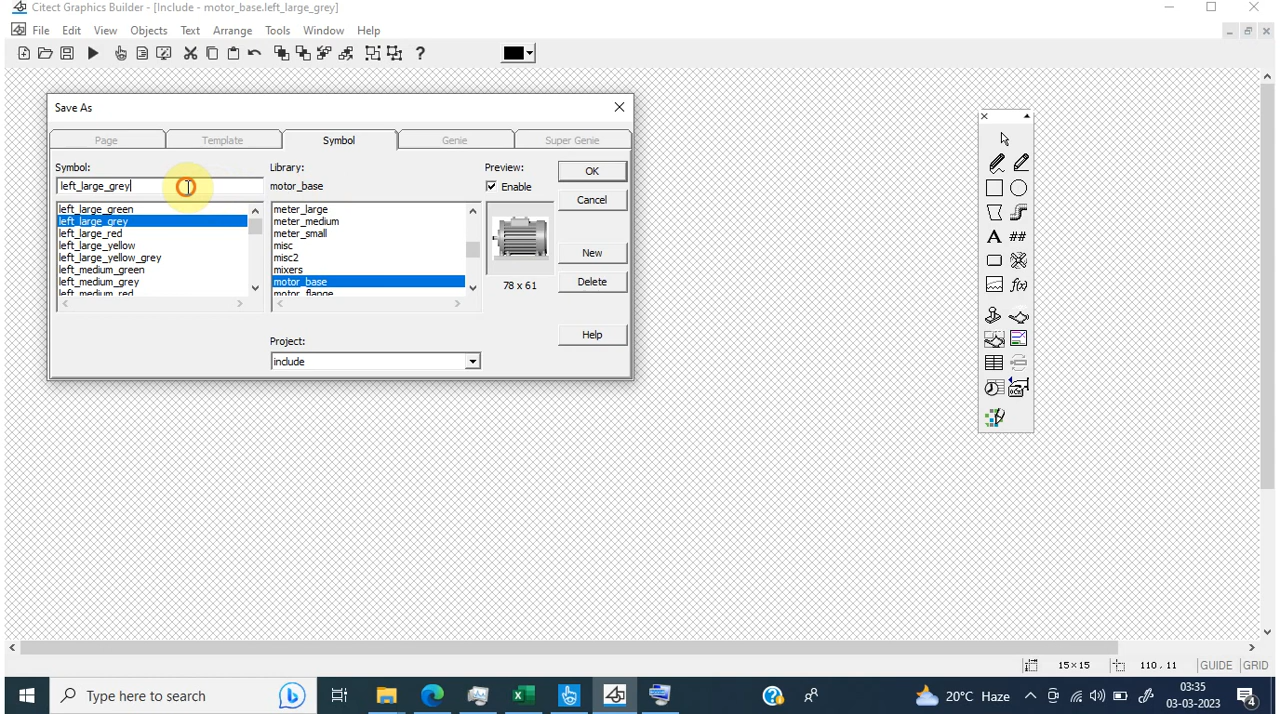 Citect Graphics Builder - [Include - motor_base.left_large_grey]
File Edit View Objects Text Arrange Tools Window Help
Save As
Page Template Symbol Genie Super Genie
Symbol: Library: Preview:
left_large_grey motor_base Enable
OK
Cancel
New
Delete
Help
left_large_green
left_large_grey
left_large_red
left_large_yellow
left_large_yellow_grey
left_medium_green
left_medium_grey
left_medium_red
meter_large
meter_medium
meter_small
misc
misc2
mixers
motor_base
motor_flange
78 x 61
Project:
include
A ##
f(x)
15×15 110, 11 GUIDE GRID
Type here to search
20°C Haze
03:35
03-03-2023
4